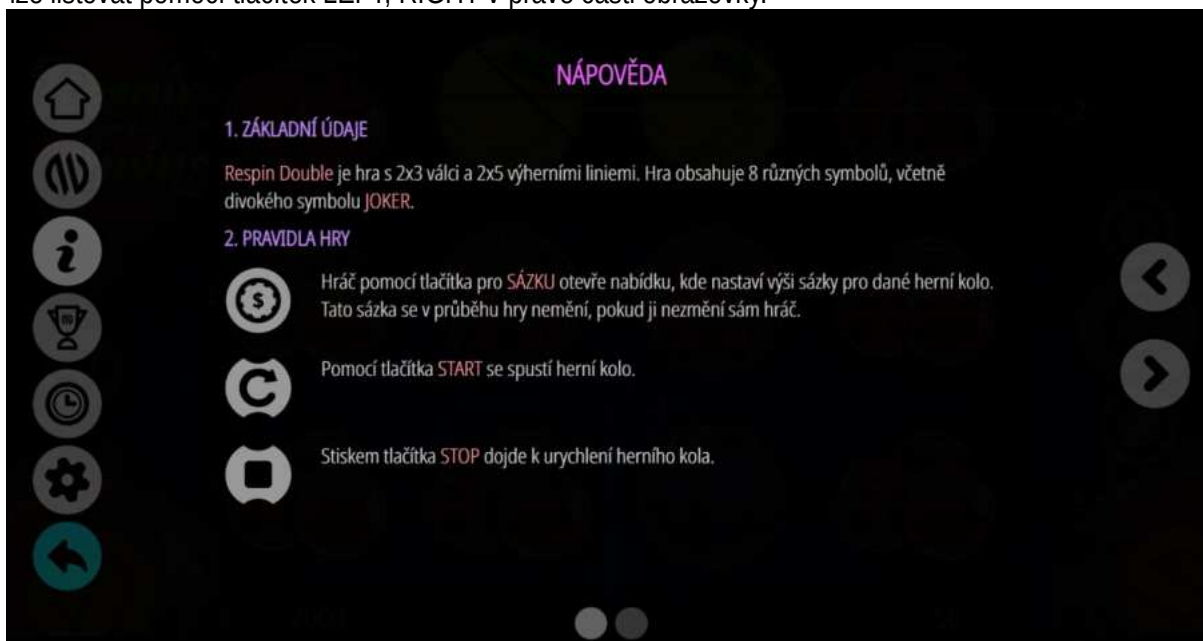 lze listovat pomocí tlačítek LEFT, RIGHT v pravé části obrazovky.
NÁPOVĚDA
1. ZÁKLADNÍ ÚDAJE
Respin Double je hra s 2x3 válci a 2x5 výherními liniemi. Hra obsahuje 8 různých symbolů, včetně
divokého symbolu JOKER.
2. PRAVIDLA HRY
Hráč pomocí tlačítka pro SÁZKU otevře nabídku, kde nastaví výši sázky pro dané herní kolo.
Tato sázka se v průběhu hry nemění, pokud ji nezmění sám hráč.
Pomocí tlačítka START se spustí herní kolo.
Stiskem tlačítka STOP dojde k urychlení herního kola.